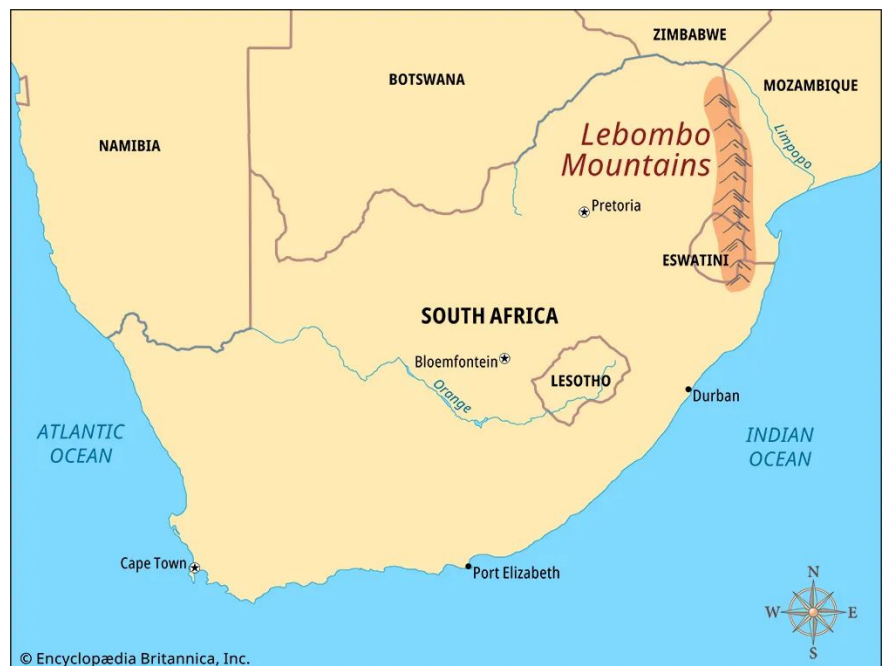 ZIMBABWE
BOTSWANA
MOZAMBIQUE
NAMIBIA
Lebombo
Mountains
Limpopo
Pretoria
ESWATINI
SOUTH AFRICA
Bloemfontein
LESOTHO
Orange
Durban
ATLANTIC
OCEAN
INDIAN
OCEAN
Cape Town
Port Elizabeth
N
W
E
S
© Encyclopædia Britannica, Inc.